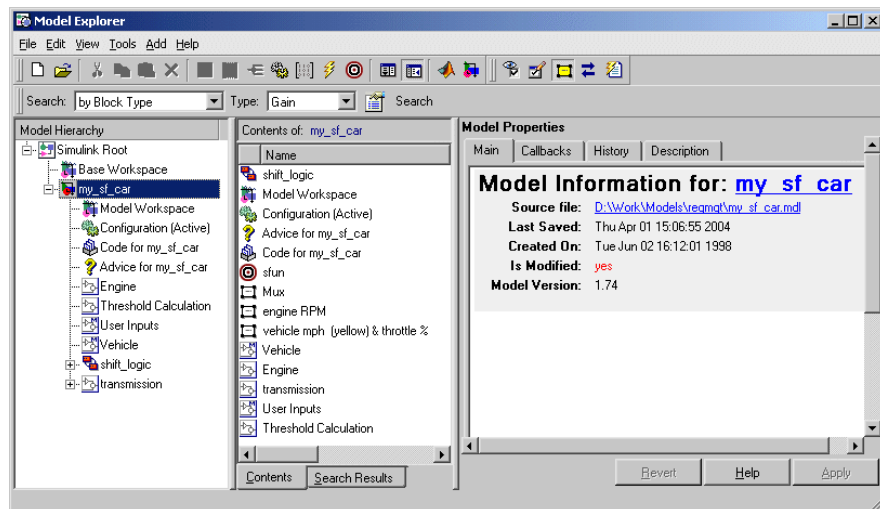 Model Explorer
File Edit View Tools Add Help
Search: by Block Type Type: Gain Search
Model Hierarchy
Simulink Root
Base Workspace
my_sf_car
Model Workspace
Configuration (Active)
Code for my_sf_car
Advice for my_sf_car
Engine
Threshold Calculation
User Inputs
Vehicle
shift_logic
transmission
Contents of: my_sf_car
Name
shift_logic
Model Workspace
Configuration (Active)
Advice for my_sf_car
Code for my_sf_car
sfun
Mux
engine RPM
vehicle mph (yellow) & throttle %
Vehicle
Engine
transmission
User Inputs
Threshold Calculation
Contents Search Results
Model Properties
Main Callbacks History Description
Model Information for: my_sf_car
Source file: D:\Work\Models\reqmgt\my_sf_car.mdl
Last Saved: Thu Apr 01 15:06:55 2004
Created On: Tue Jun 02 16:12:01 1998
Is Modified: yes
Model Version: 1.74
Revert Help Apply